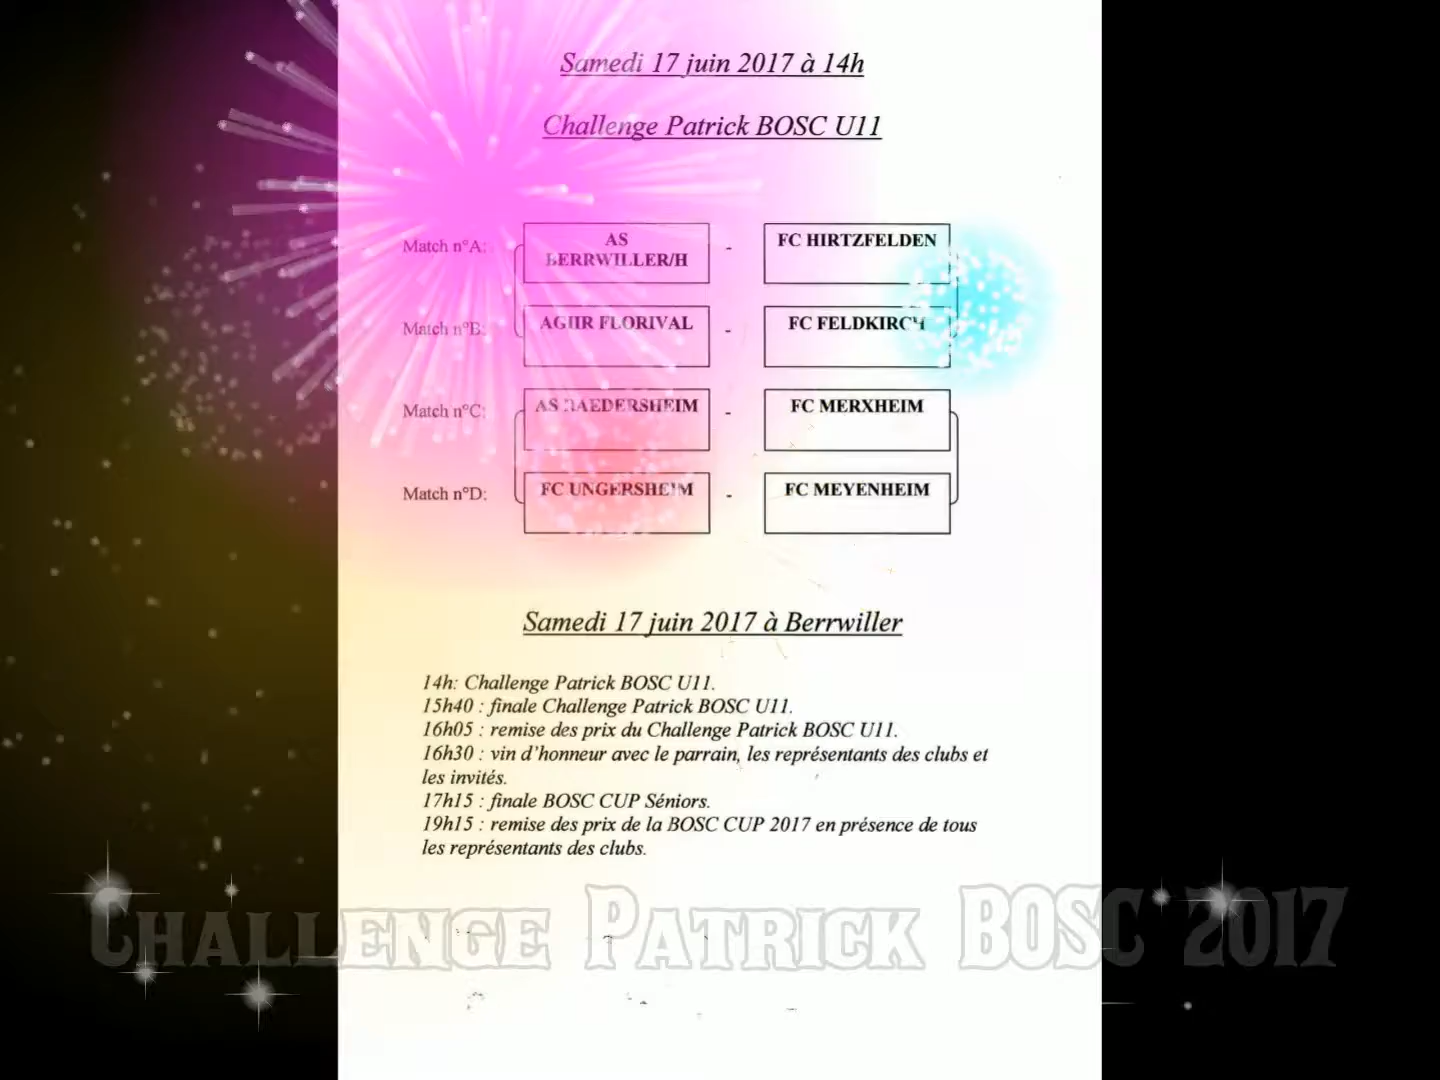 Samedi 17 juin 2017 à 14h
Challenge Patrick BOSC U11
Match n°A: AS BERRWILLER/H - FC HIRTZFELDEN
Match n°B: AGIIR FLORIVAL - FC FELDKIRCH
Match n°C: AS RAEDERSHEIM - FC MERXHEIM
Match n°D: FC UNGERSHEIM - FC MEYENHEIM
Samedi 17 juin 2017 à Berrwiller
14h: Challenge Patrick BOSC U11.
15h40 : finale Challenge Patrick BOSC U11.
16h05 : remise des prix du Challenge Patrick BOSC U11.
16h30 : vin d'honneur avec le parrain, les représentants des clubs et
les invités.
17h15 : finale BOSC CUP Séniors.
19h15 : remise des prix de la BOSC CUP 2017 en présence de tous
les représentants des clubs.
Challenge Patrick BOSC 2017